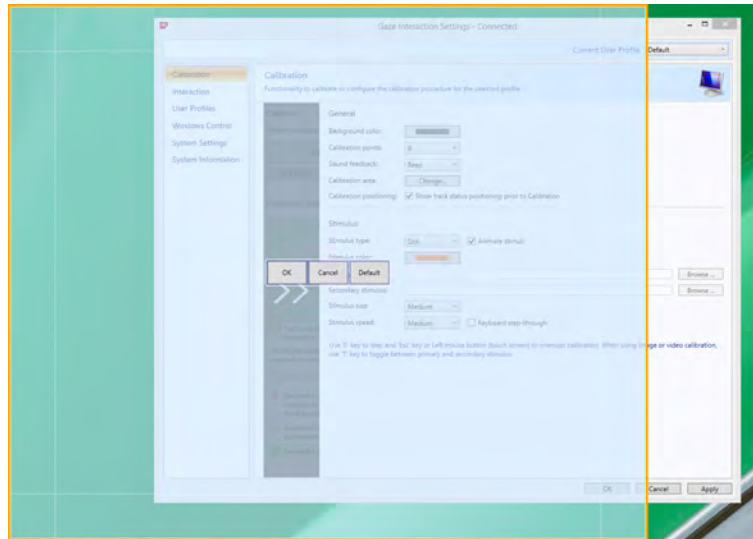 Gaze Interaction Settings - Connected
Current User Profile: Default
Calibration
Interaction
User Profiles
Windows Control
System Settings
System Information
Calibration
Functionality to calibrate or configure the calibration procedure for the selected profile
General
Background color:
Calibration points: 9
Sound feedback: Beep
Calibration area: Change...
Calibration positioning: Show track status positioning prior to Calibration
Stimulus
Stimulus type: Dot Animate stimuli
Stimulus color:
OK Cancel Default
Browse ...
Secondary stimulus: Browse ...
Stimulus size: Medium
Stimulus speed: Medium Keyboard step-through
Use 'T' key to step and 'Esc' key or Left mouse button (touch screen) to interrupt calibration. When using image or video calibration,
use 'T' key to toggle between primary and secondary stimulus.
OK Cancel Apply